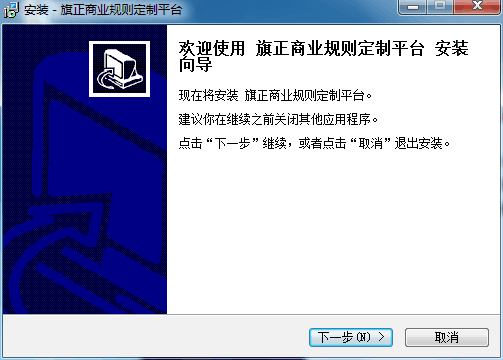 安装 - 旗正商业规则定制平台
欢迎使用 旗正商业规则定制平台 安装
向导
现在将安装 旗正商业规则定制平台。
建议你在继续之前关闭其他应用程序。
点击“下一步”继续，或者点击“取消”退出安装。
下一步(N) >
取消